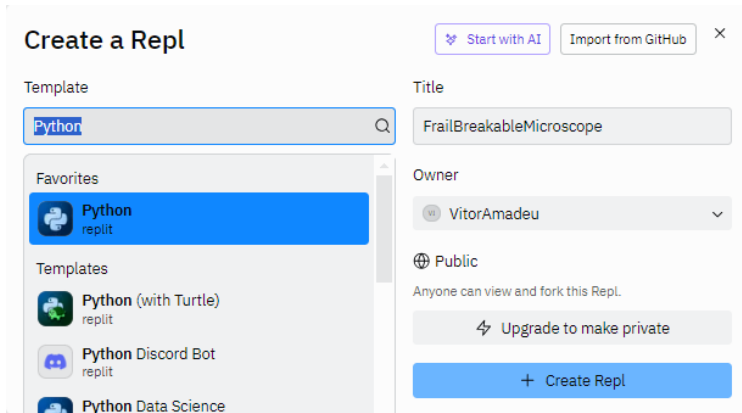 Create a Repl
Start with AI
Import from GitHub
Template
Python
Favorites
Python
replit
Templates
Python (with Turtle)
replit
Python Discord Bot
replit
Python Data Science
Title
FrailBreakableMicroscope
Owner
VI VitorAmadeu
Public
Anyone can view and fork this Repl.
Upgrade to make private
+ Create Repl